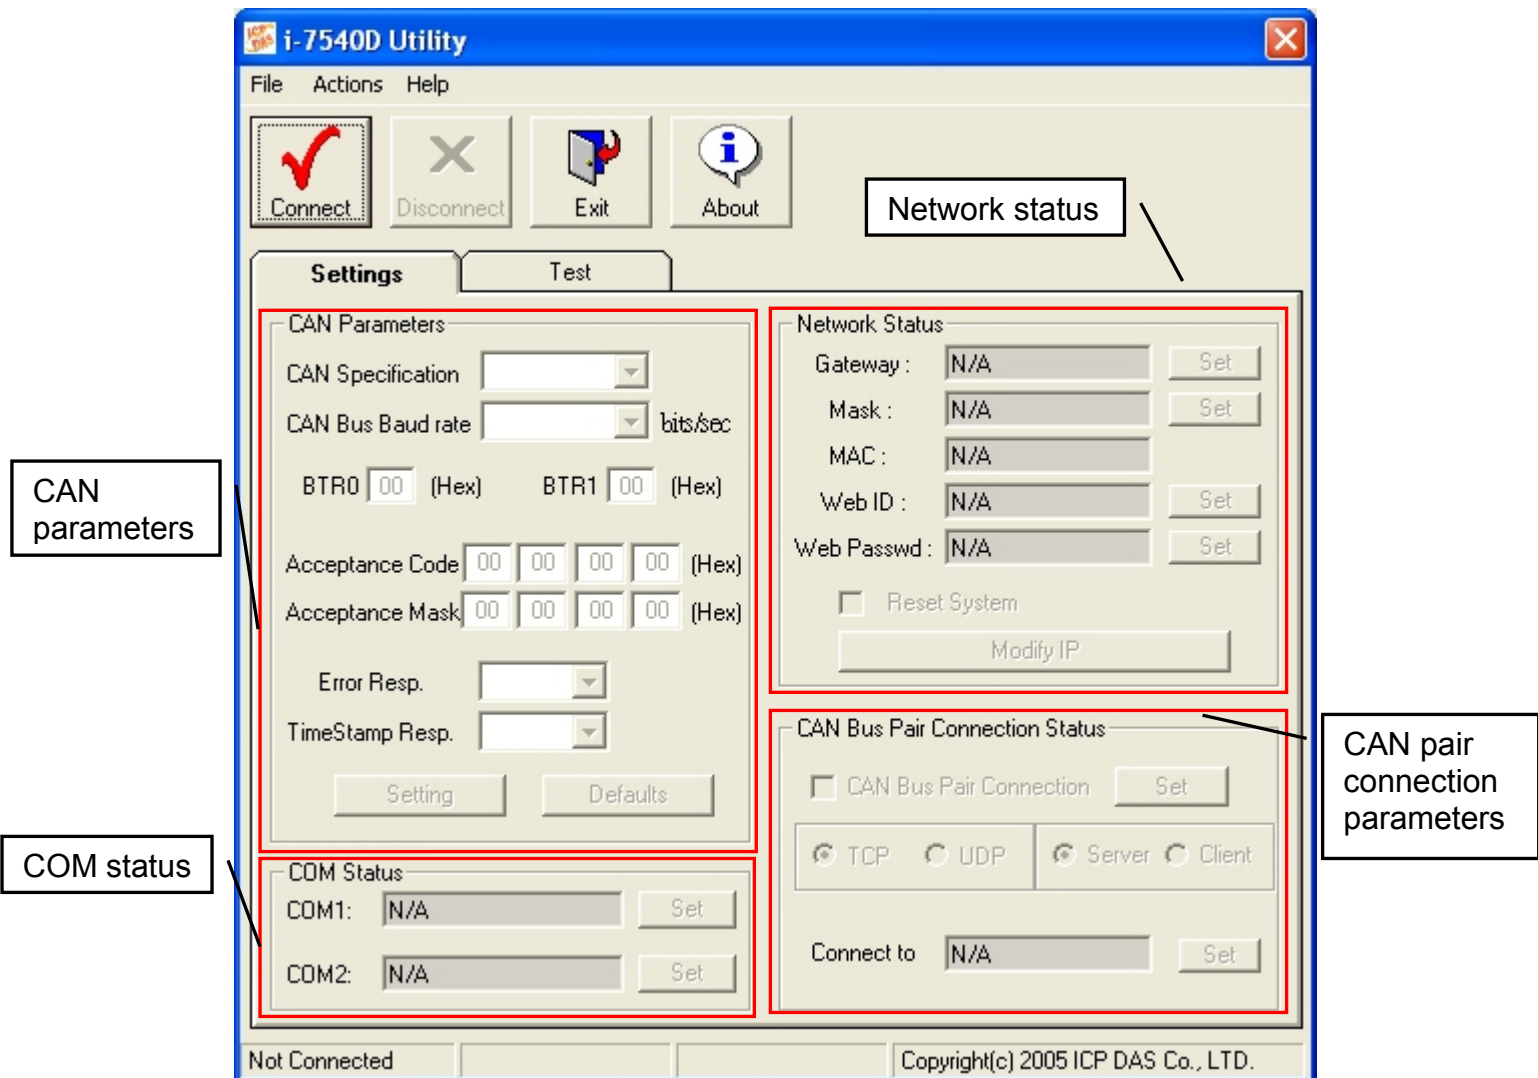 ICP DAS
i-7540D Utility
File Actions Help
Connect Disconnect Exit About
Network status
Settings Test
CAN Parameters
CAN Specification
CAN Bus Baud rate bits/sec
BTR0 00 (Hex) BTR1 00 (Hex)
Acceptance Code 00 00 00 00 (Hex)
Acceptance Mask 00 00 00 00 (Hex)
Error Resp.
TimeStamp Resp.
Setting Defaults
CAN
parameters
COM status
COM Status
COM1: N/A Set
COM2: N/A Set
Network Status
Gateway : N/A Set
Mask : N/A Set
MAC : N/A
Web ID : N/A Set
Web Passwd : N/A Set
Reset System
Modify IP
CAN Bus Pair Connection Status
CAN Bus Pair Connection Set
TCP UDP Server Client
Connect to N/A Set
CAN pair
connection
parameters
Not Connected Copyright(c) 2005 ICP DAS Co., LTD.